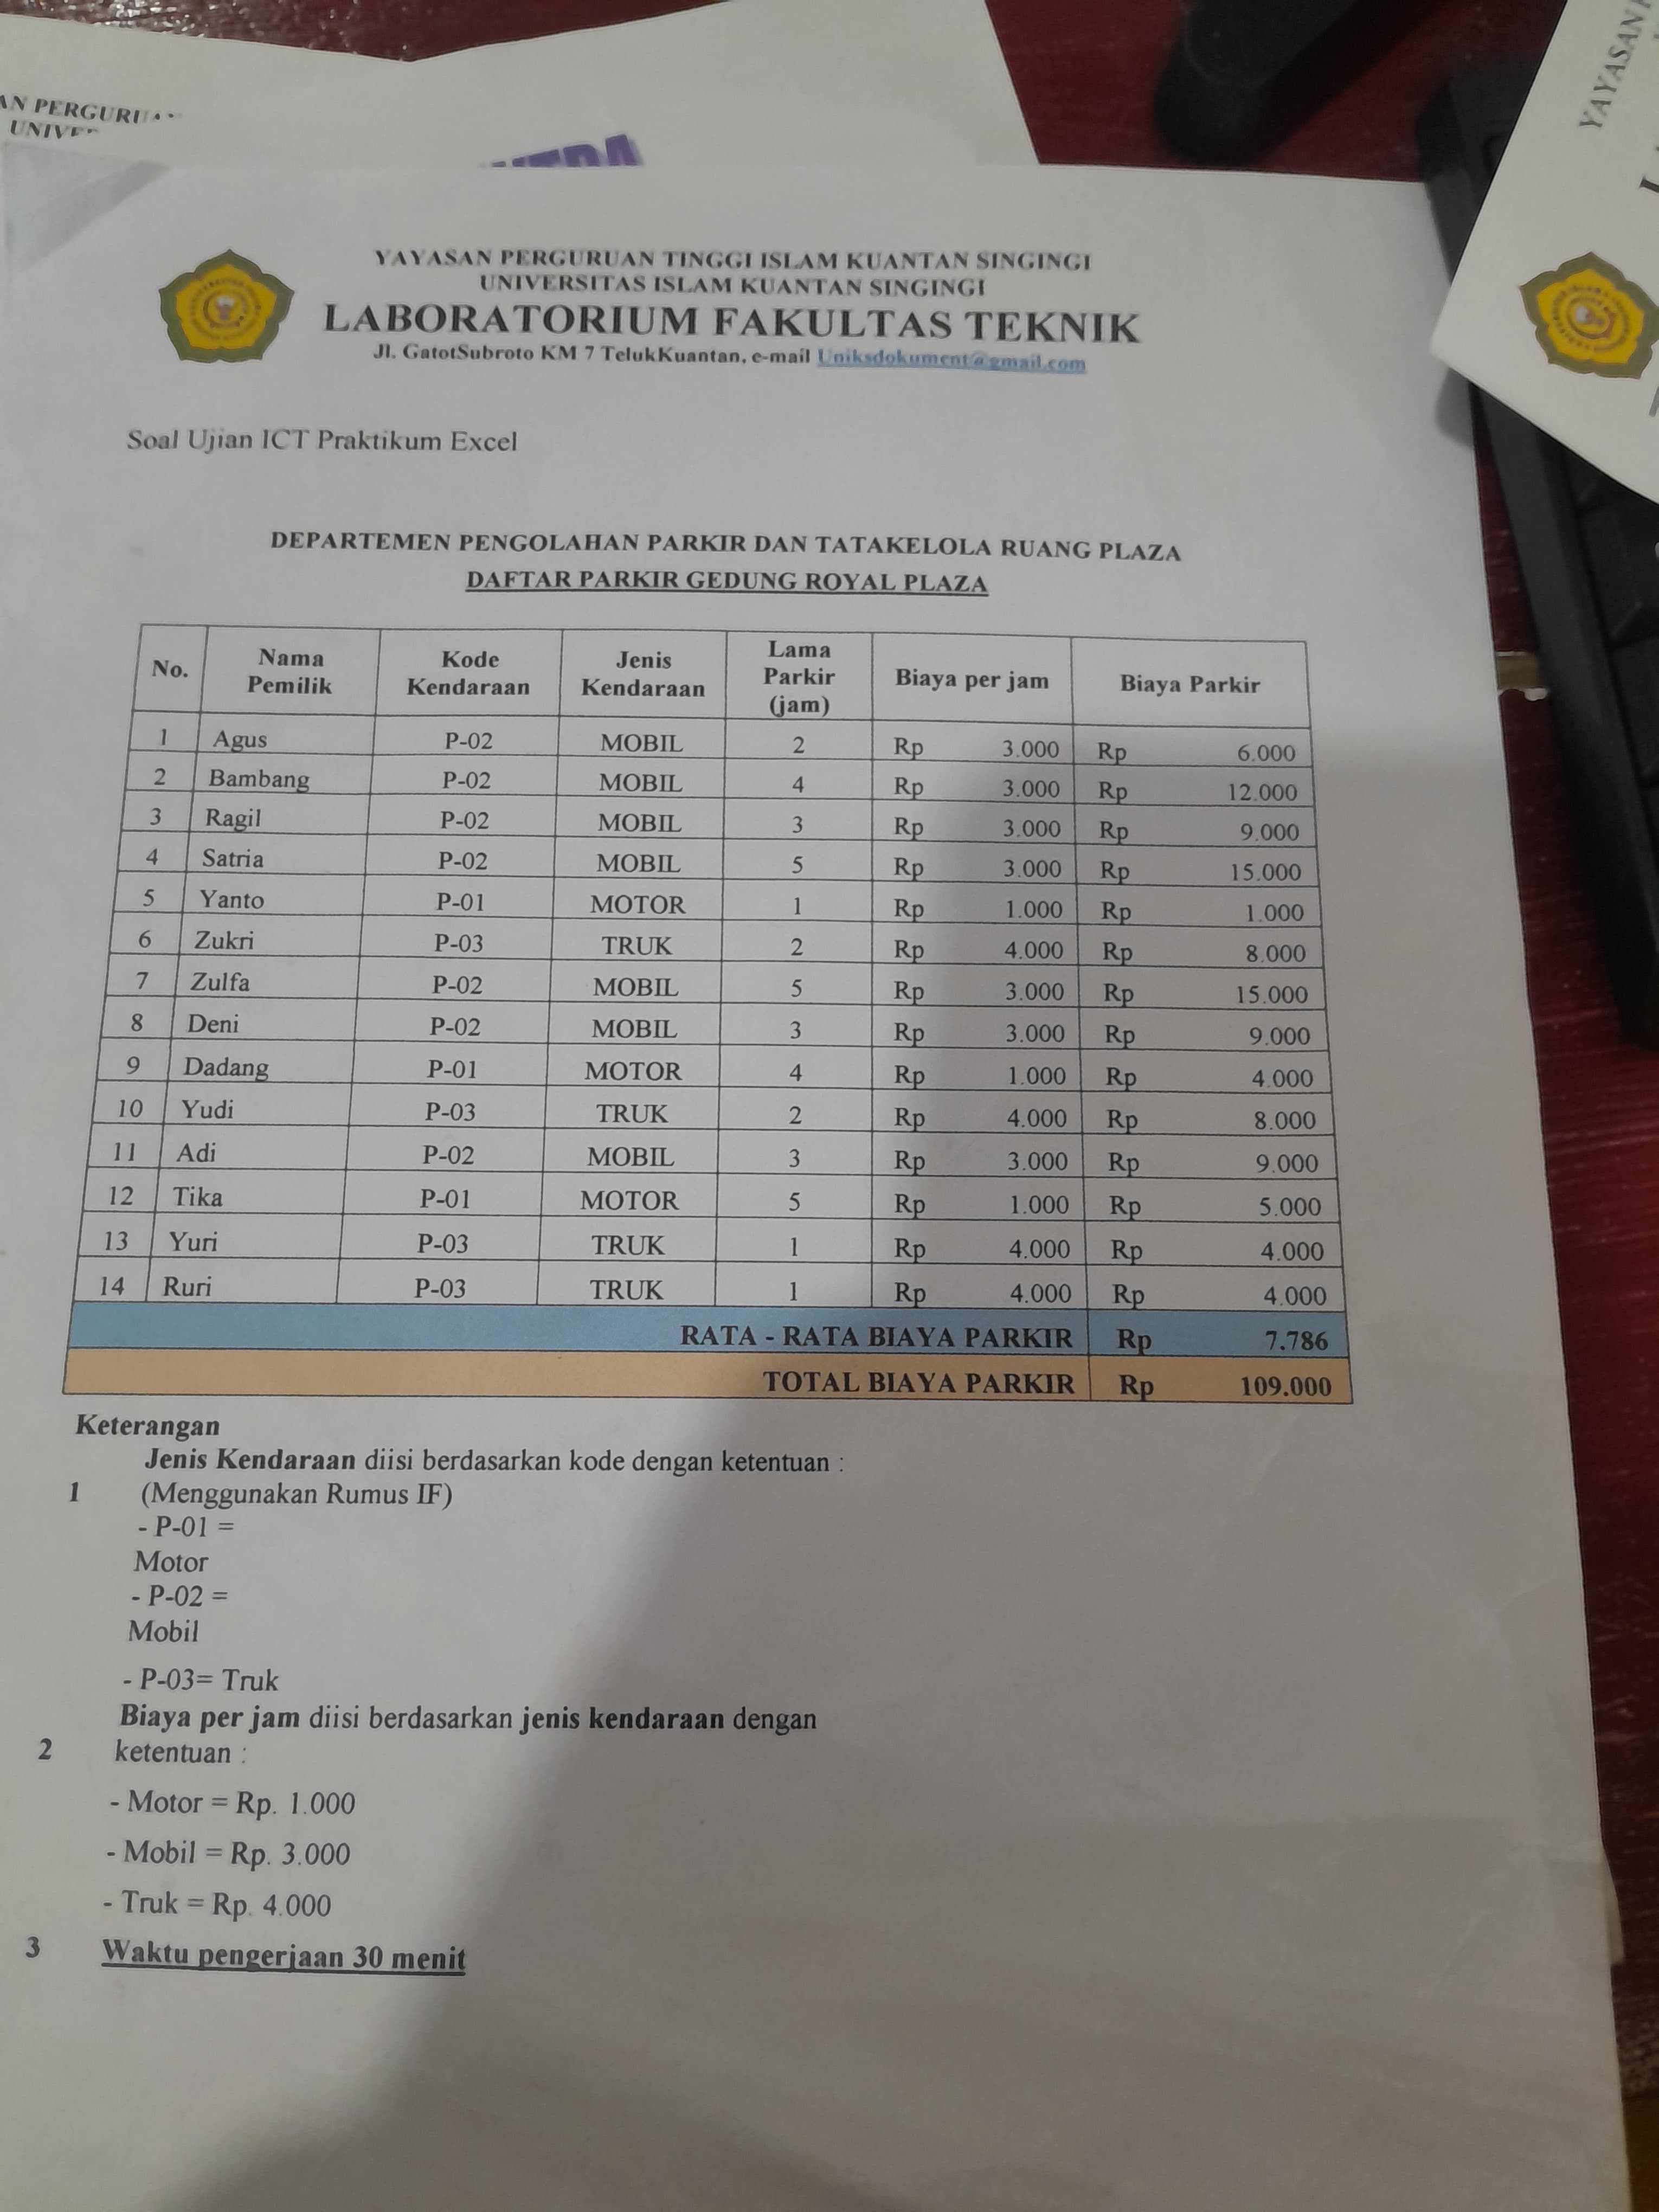 AN PERGURU
UNIVE
YAYASAN
YAYASAN PERGURUAN TINGGI ISLAM KUANTAN SINGINGI
UNIVERSITAS ISLAM KUANTAN SINGINGI
LABORATORIUM FAKULTAS TEKNIK
Jl. GatotSubroto KM 7 TelukKuantan, e-mail Uniksdokument@gmail.com
Soal Ujian ICT Praktikum Excel
DEPARTEMEN PENGOLAHAN PARKIR DAN TATAKELOLA RUANG PLAZA
DAFTAR PARKIR GEDUNG ROYAL PLAZA
No. Nama Pemilik Kode Kendaraan Jenis Kendaraan Lama Parkir (jam) Biaya per jam Biaya Parkir
1 Agus P-02 MOBIL 2 Rp 3.000 Rp 6.000
2 Bambang P-02 MOBIL 4 Rp 3.000 Rp 12.000
3 Ragil P-02 MOBIL 3 Rp 3.000 Rp 9.000
4 Satria P-02 MOBIL 5 Rp 3.000 Rp 15.000
5 Yanto P-01 MOTOR 1 Rp 1.000 Rp 1.000
6 Zukri P-03 TRUK 2 Rp 4.000 Rp 8.000
7 Zulfa P-02 MOBIL 5 Rp 3.000 Rp 15.000
8 Deni P-02 MOBIL 3 Rp 3.000 Rp 9.000
9 Dadang P-01 MOTOR 4 Rp 1.000 Rp 4.000
10 Yudi P-03 TRUK 2 Rp 4.000 Rp 8.000
11 Adi P-02 MOBIL 3 Rp 3.000 Rp 9.000
12 Tika P-01 MOTOR 5 Rp 1.000 Rp 5.000
13 Yuri P-03 TRUK 1 Rp 4.000 Rp 4.000
14 Ruri P-03 TRUK 1 Rp 4.000 Rp 4.000
RATA - RATA BIAYA PARKIR Rp 7.786
TOTAL BIAYA PARKIR Rp 109.000
Keterangan
Jenis Kendaraan diisi berdasarkan kode dengan ketentuan :
1 (Menggunakan Rumus IF)
- P-01 =
Motor
- P-02 =
Mobil
- P-03= Truk
Biaya per jam diisi berdasarkan jenis kendaraan dengan
2 ketentuan :
- Motor = Rp. 1.000
- Mobil = Rp. 3.000
- Truk = Rp. 4.000
3 Waktu pengerjaan 30 menit